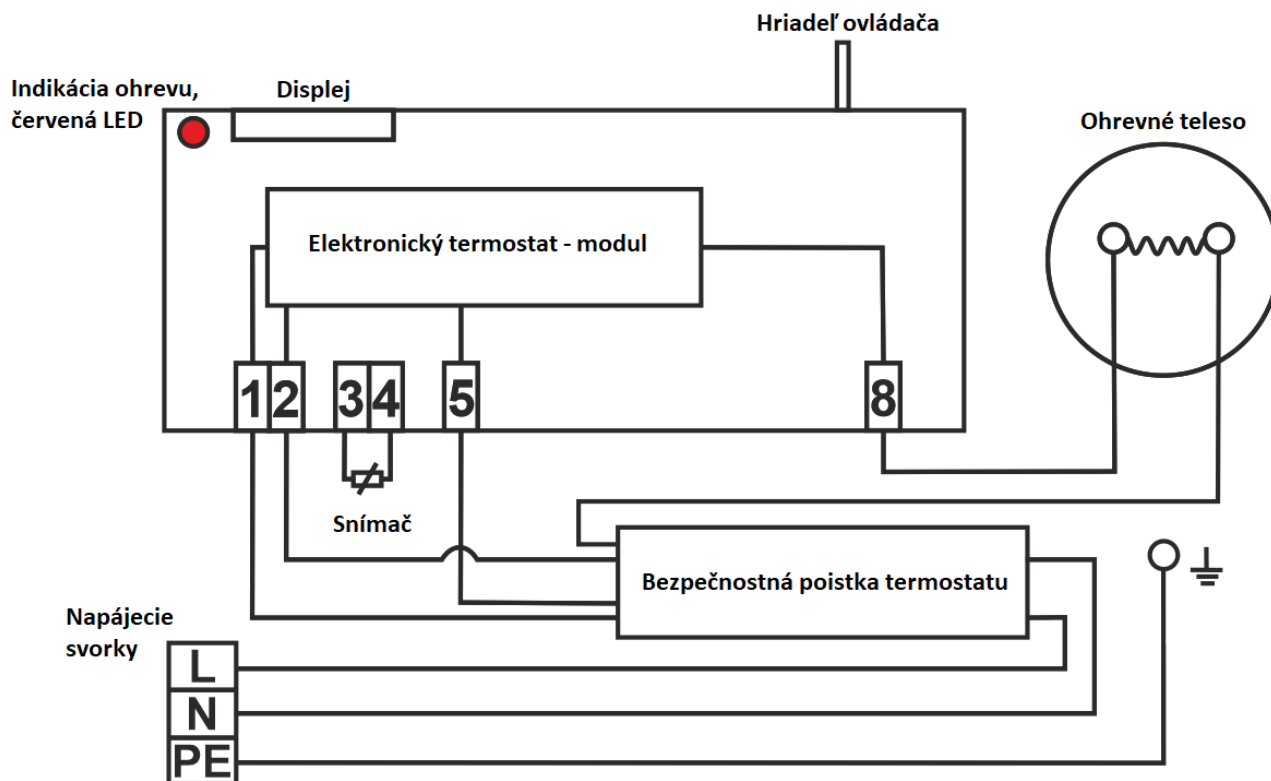 Hriadeľ ovládača
Indikácia ohrevu,
červená LED
Displej
Ohrevné teleso
Elektronický termostat - modul
1 2 3 4 5 8
Snímač
Bezpečnostná poistka termostatu
Napájecie
svorky
L
N
PE